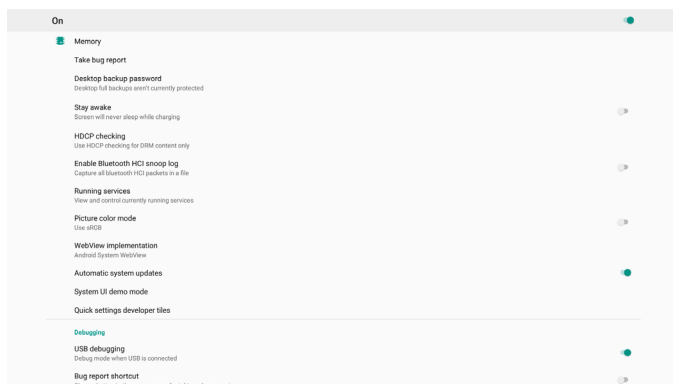 On
Memory
Take bug report
Desktop backup password
Desktop full backups aren't currently protected
Stay awake
Screen will never sleep while charging
HDCP checking
Use HDCP checking for DRM content only
Enable Bluetooth HCI snoop log
Capture all bluetooth HCI packets in a file
Running services
View and control currently running services
Picture color mode
Use sRGB
WebView implementation
Android System WebView
Automatic system updates
System UI demo mode
Quick settings developer tiles
Debugging
USB debugging
Debug mode when USB is connected
Bug report shortcut